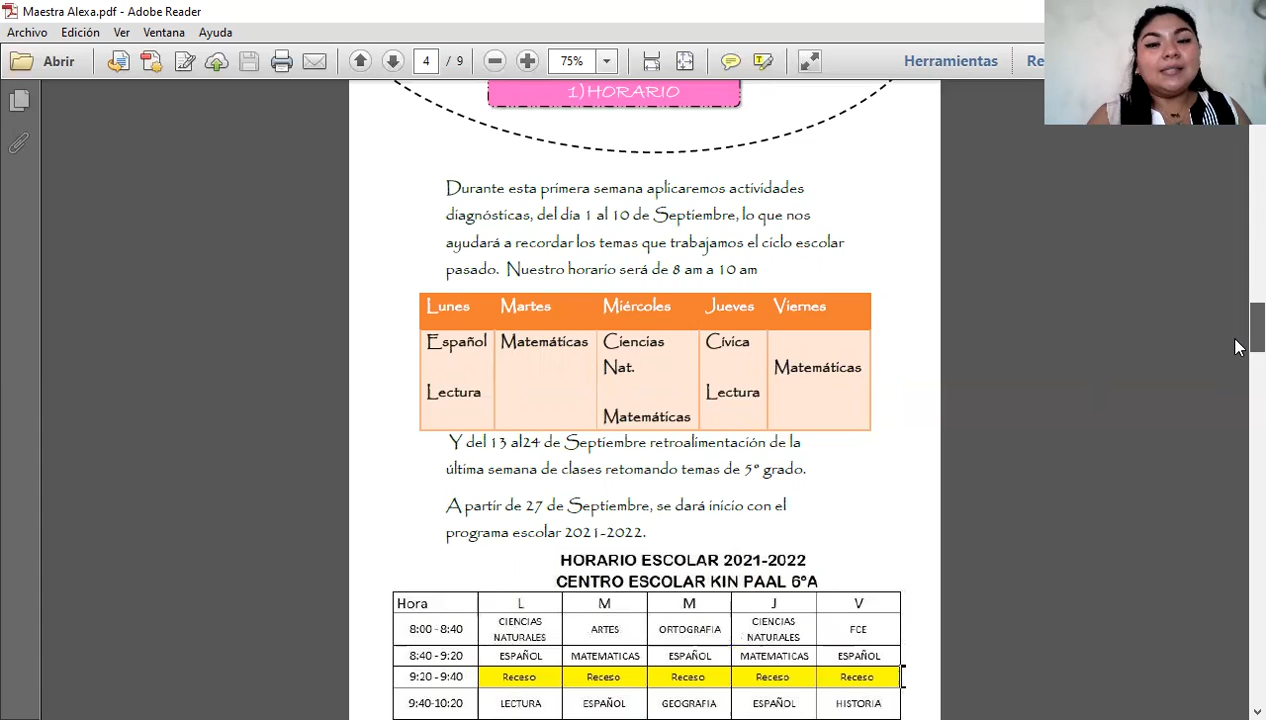 Maestra Alexa.pdf - Adobe Reader
Archivo Edición Ver Ventana Ayuda
Abrir 4 / 9 75% Herramientas Re
1)HORARIO
Durante esta primera semana aplicaremos actividades
diagnósticas, del día 1 al 10 de Septiembre, lo que nos
ayudará a recordar los temas que trabajamos el ciclo escolar
pasado. Nuestro horario será de 8 am a 10 am
Lunes Martes Miércoles Jueves Viernes
Español Matemáticas Ciencias Cívica
Nat. Matemáticas
Lectura Lectura
Matemáticas
Y del 13 al24 de Septiembre retroalimentación de la
última semana de clases retomando temas de 5° grado.
A partir de 27 de Septiembre, se dará inicio con el
programa escolar 2021-2022.
HORARIO ESCOLAR 2021-2022
CENTRO ESCOLAR KIN PAAL 6°A
Hora L M M J V
8:00 - 8:40 CIENCIAS NATURALES ARTES ORTOGRAFIA CIENCIAS NATURALES FCE
8:40 - 9:20 ESPAÑOL MATEMATICAS ESPAÑOL MATEMATICAS ESPAÑOL
9:20 - 9:40 Receso Receso Receso Receso Receso
9:40-10:20 LECTURA ESPAÑOL GEOGRAFIA ESPAÑOL HISTORIA